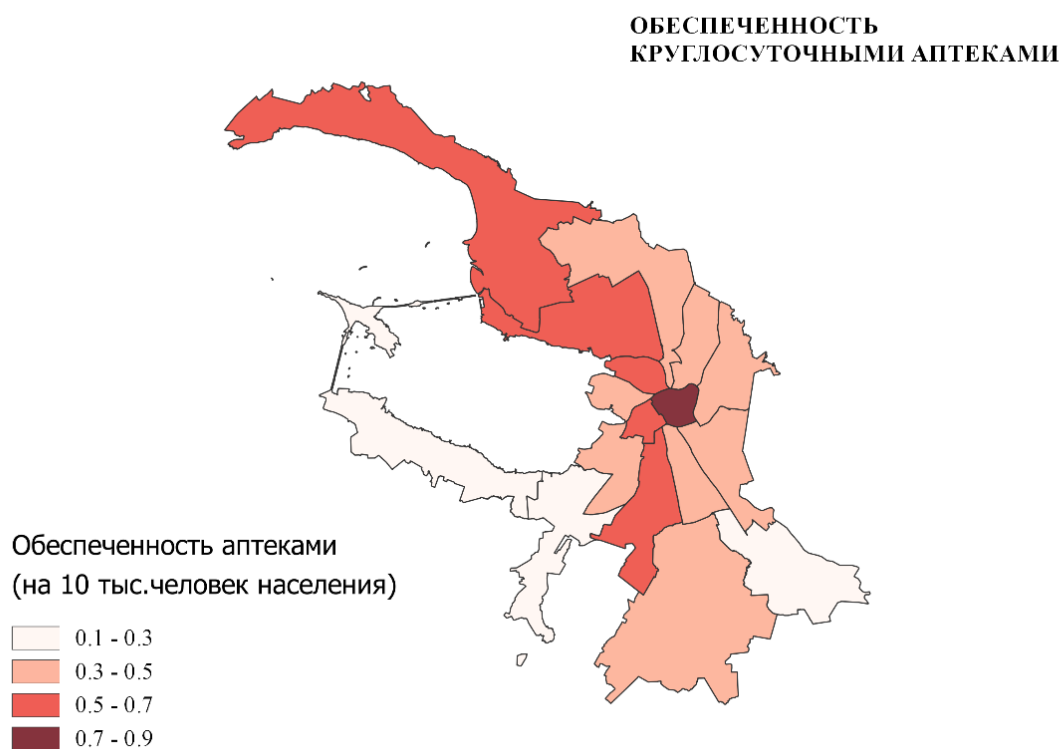 ОБЕСПЕЧЕННОСТЬ
КРУГЛОСУТОЧНЫМИ АПТЕКАМИ
Обеспеченность аптеками
(на 10 тыс.человек населения)
0.1 - 0.3
0.3 - 0.5
0.5 - 0.7
0.7 - 0.9